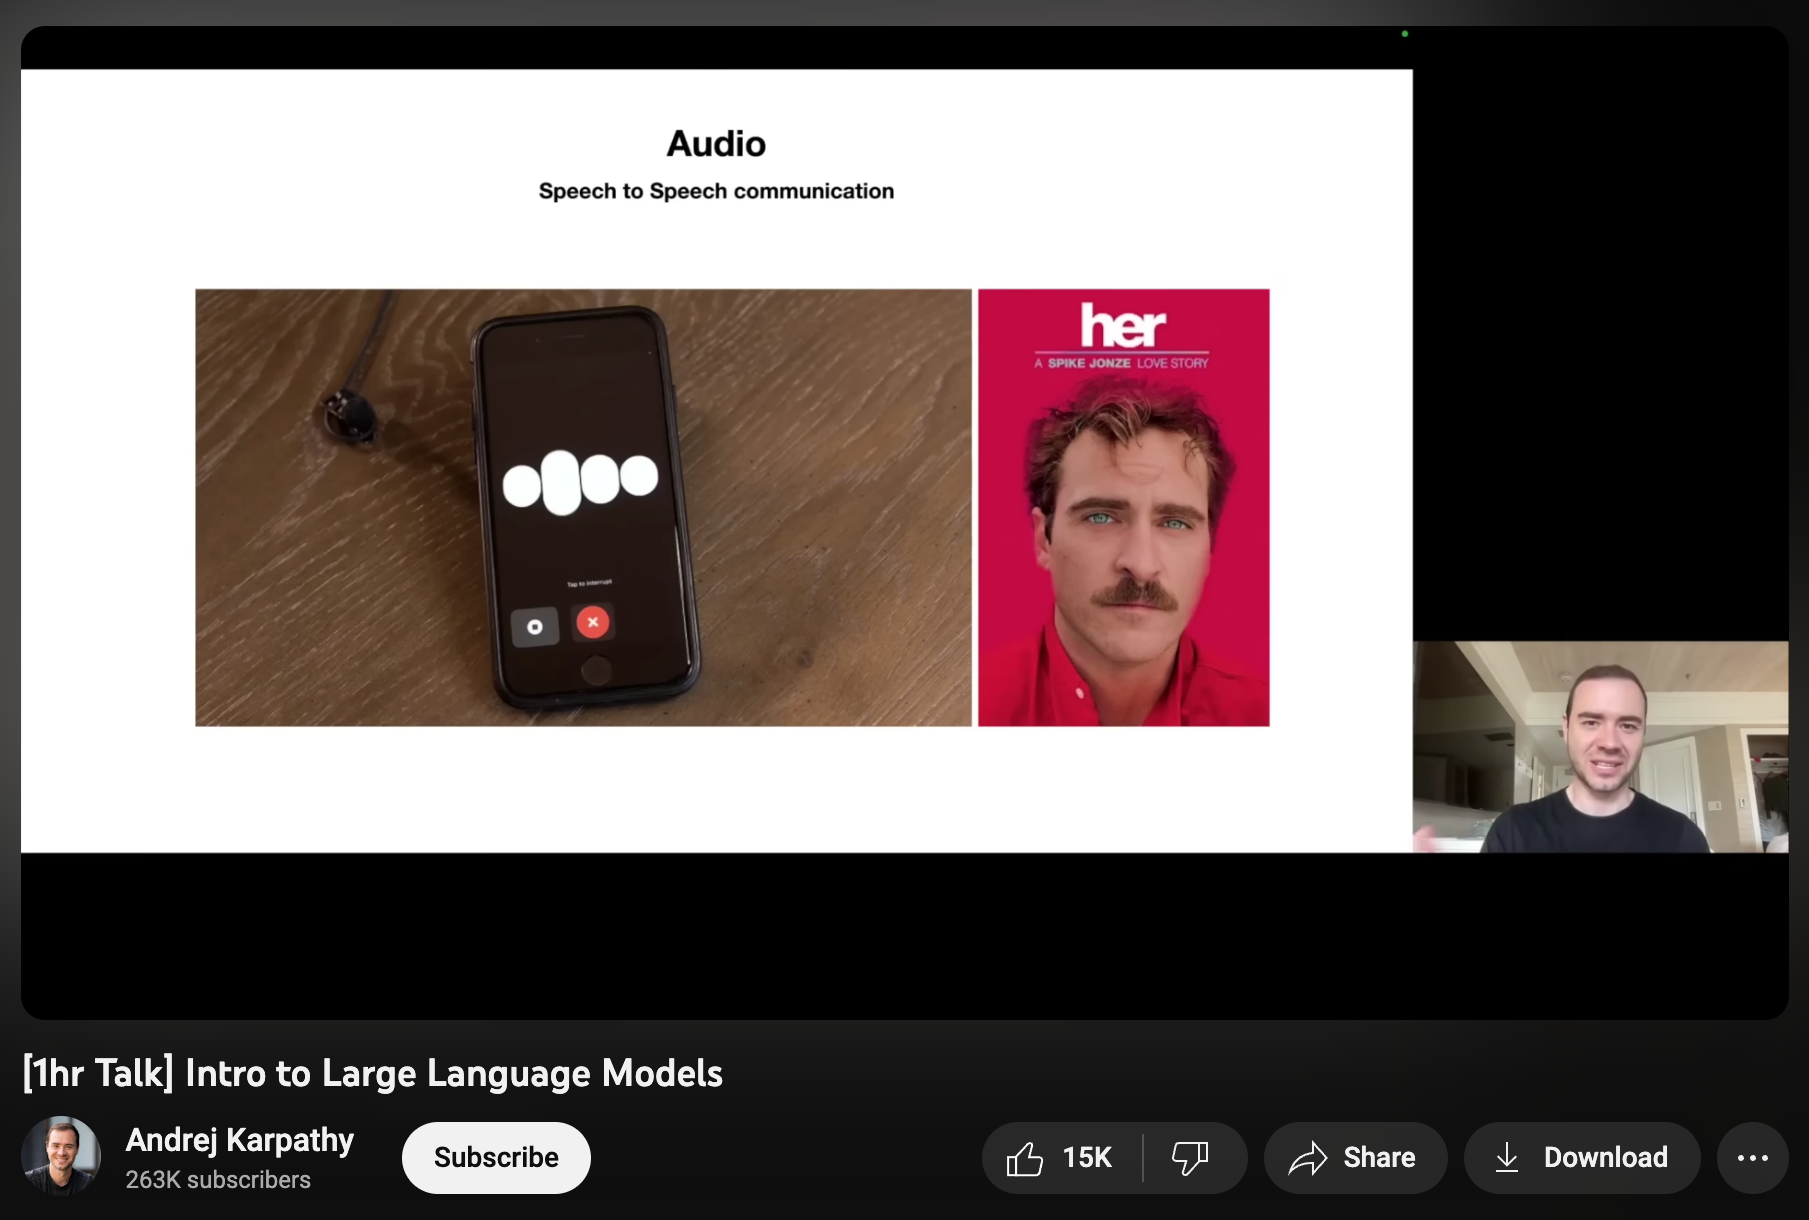 Audio
Speech to Speech communication
her
A SPIKE JONZE LOVE STORY
Tap to interrupt
[1hr Talk] Intro to Large Language Models
Andrej Karpathy
263K subscribers
Subscribe
15K
Share
Download